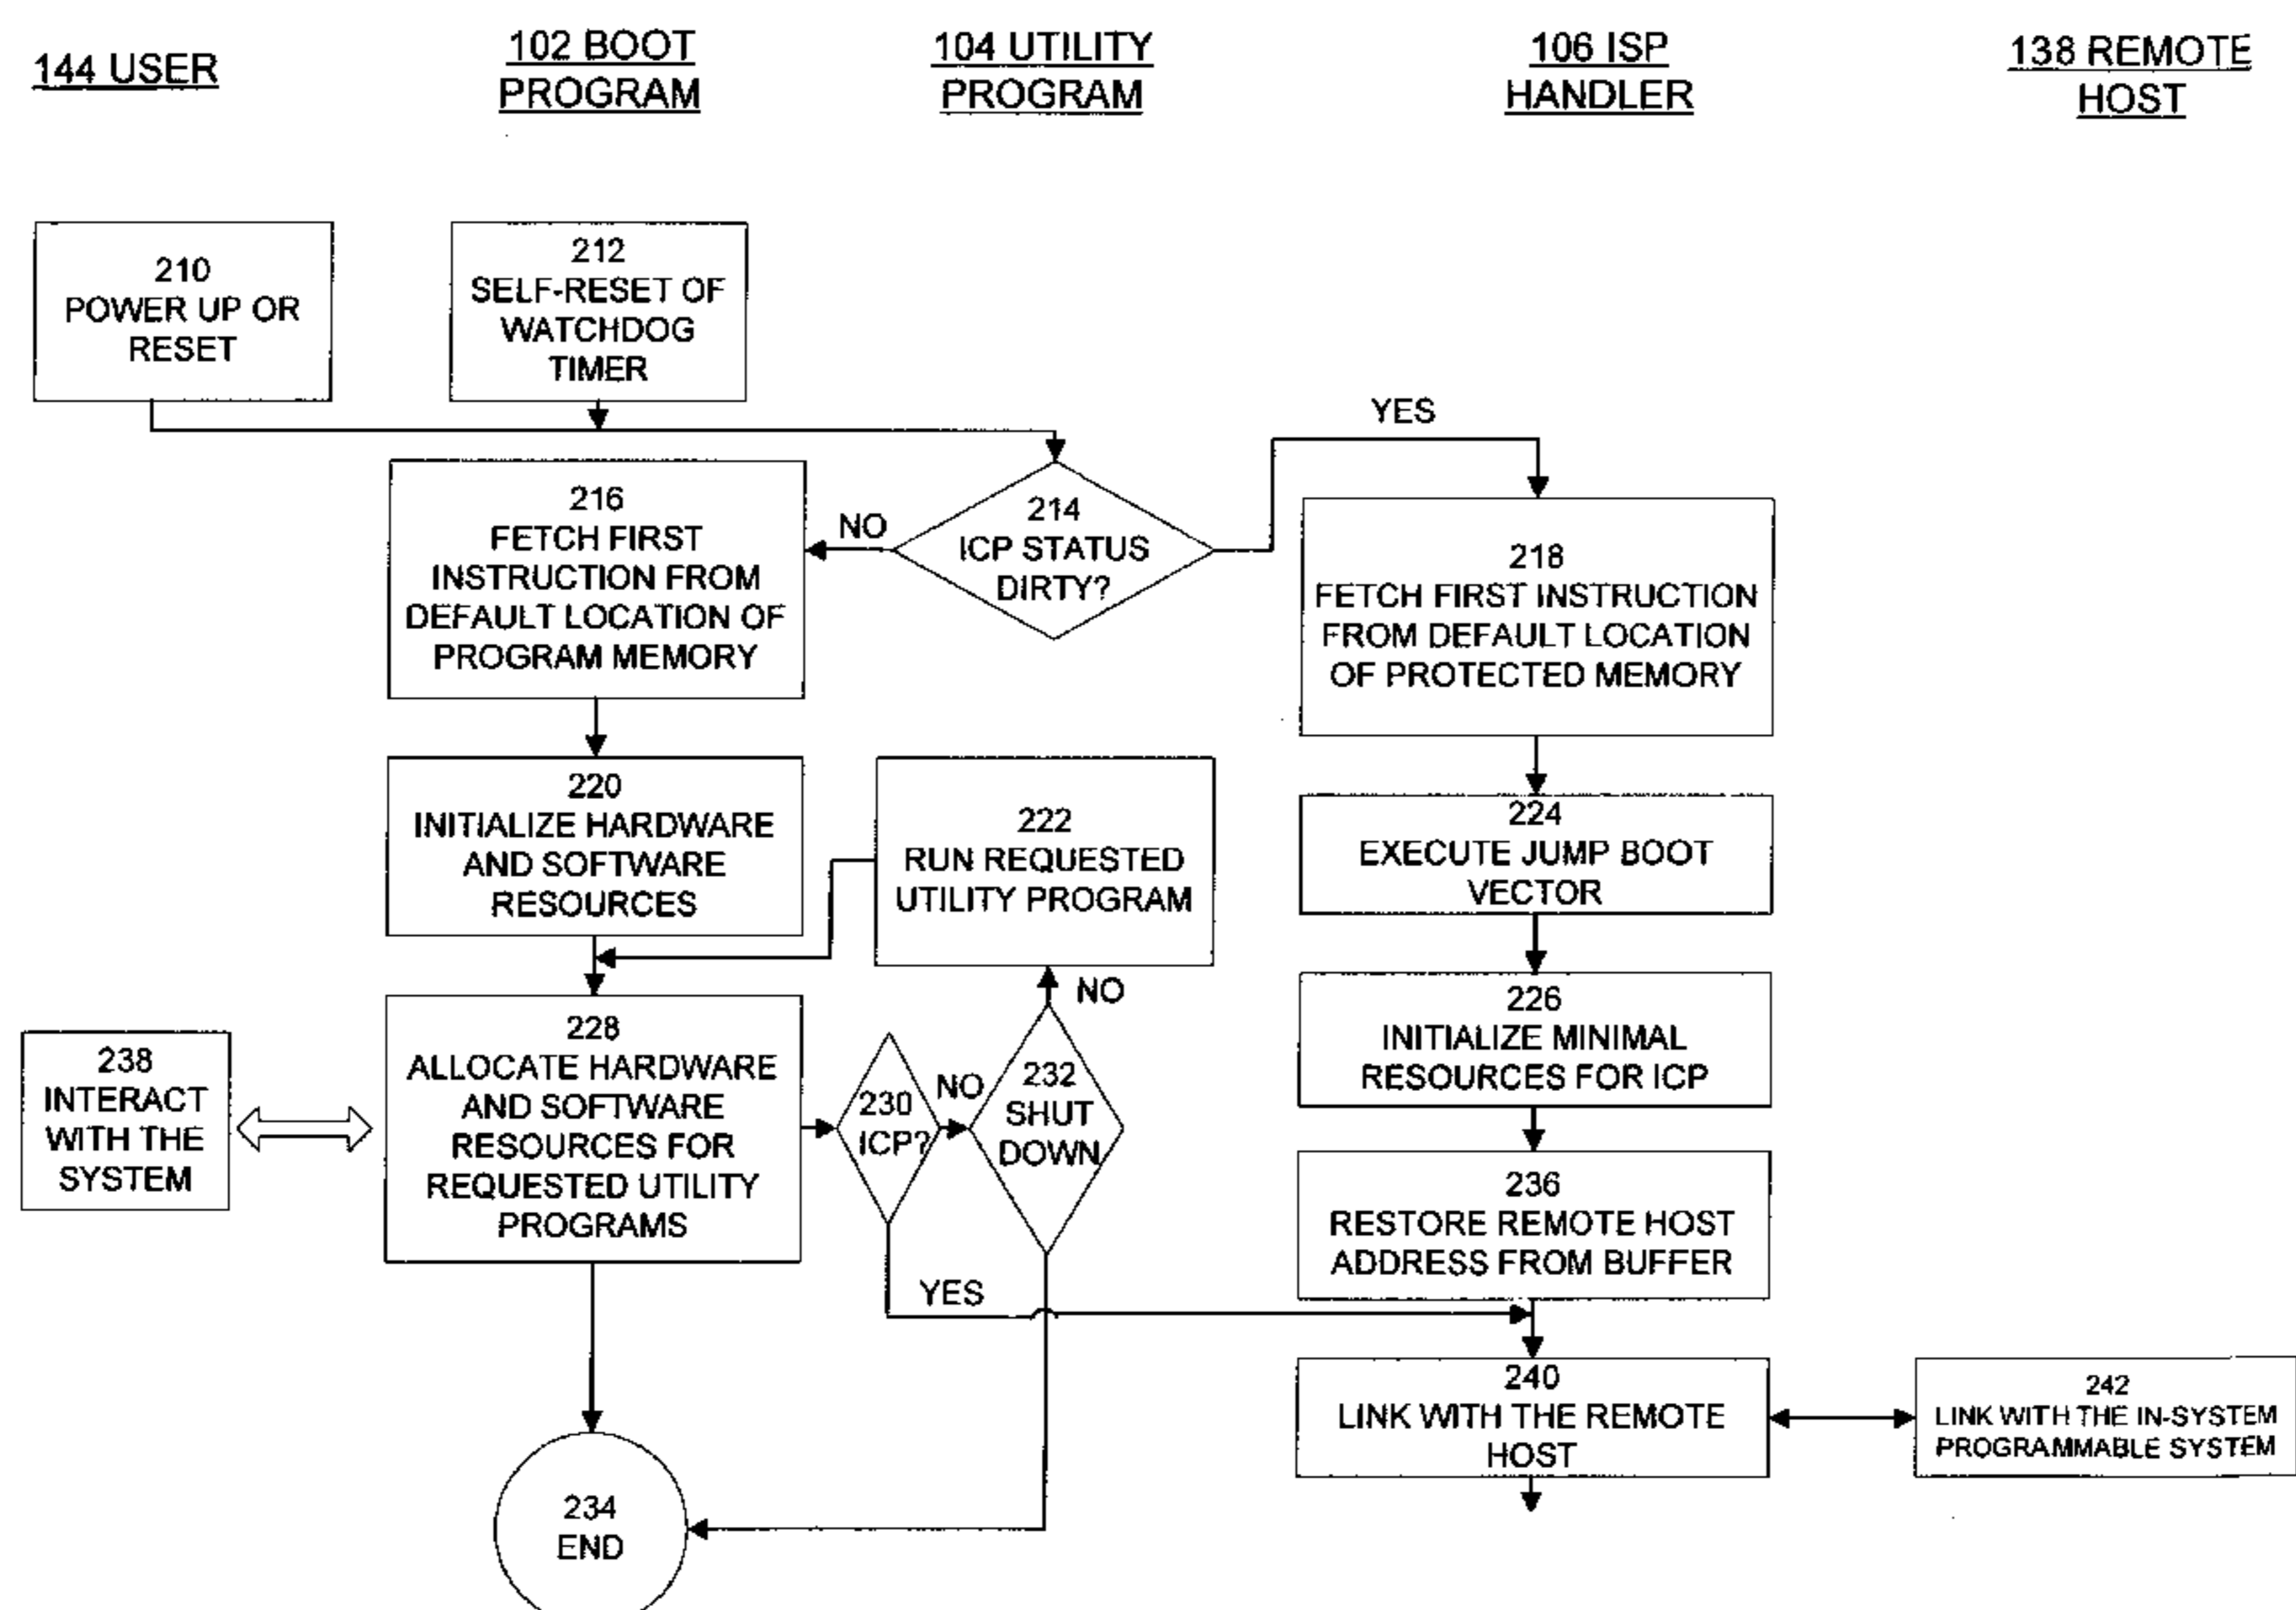 144 USER
102 BOOT
PROGRAM
104 UTILITY
PROGRAM
106 ISP
HANDLER
138 REMOTE
HOST
210
POWER UP OR
RESET
212
SELF-RESET OF
WATCHDOG
TIMER
YES
216
FETCH FIRST
INSTRUCTION FROM
DEFAULT LOCATION OF
PROGRAM MEMORY
NO
214
ICP STATUS
DIRTY?
218
FETCH FIRST INSTRUCTION
FROM DEFAULT LOCATION
OF PROTECTED MEMORY
220
INITIALIZE HARDWARE
AND SOFTWARE
RESOURCES
222
RUN REQUESTED
UTILITY PROGRAM
224
EXECUTE JUMP BOOT
VECTOR
NO
226
INITIALIZE MINIMAL
RESOURCES FOR ICP
238
INTERACT
WITH THE
SYSTEM
228
ALLOCATE HARDWARE
AND SOFTWARE
RESOURCES FOR
REQUESTED UTILITY
PROGRAMS
230
ICP?
NO
232
SHUT
DOWN
236
RESTORE REMOTE HOST
ADDRESS FROM BUFFER
YES
240
LINK WITH THE REMOTE
HOST
242
LINK WITH THE IN-SYSTEM
PROGRAMMABLE SYSTEM
234
END